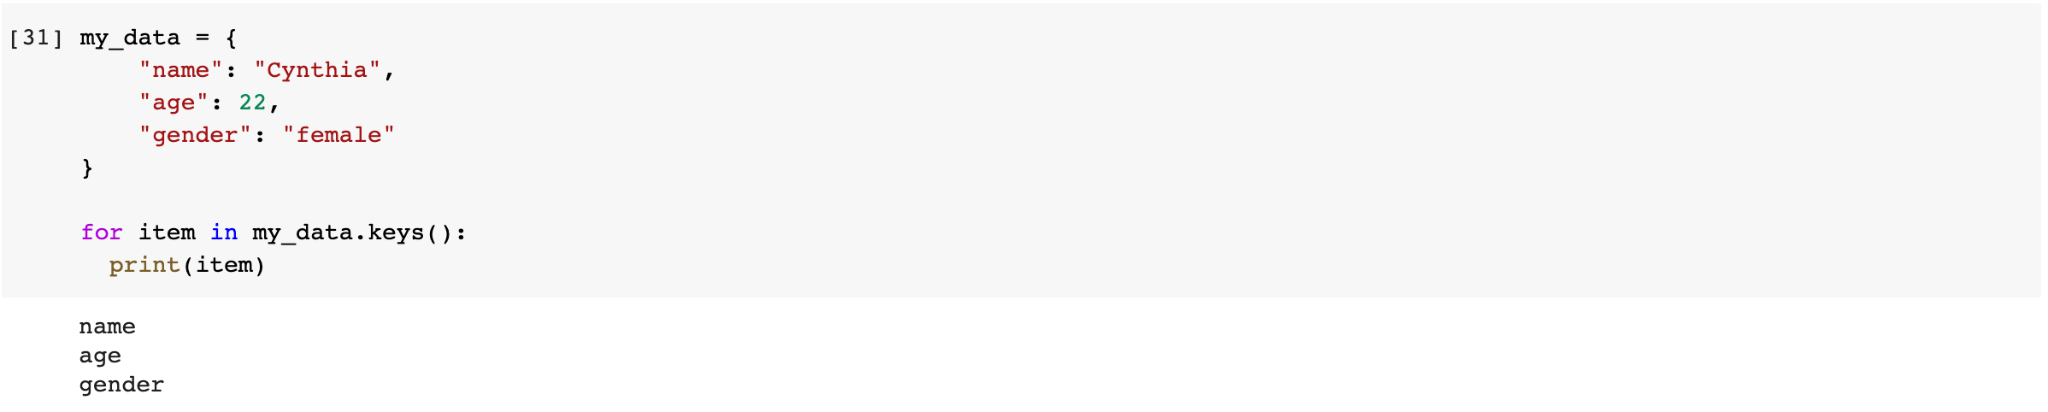 [31] my_data = {
    "name": "Cynthia",
    "age": 22,
    "gender": "female"
}
for item in my_data.keys():
  print(item)
name
age
gender